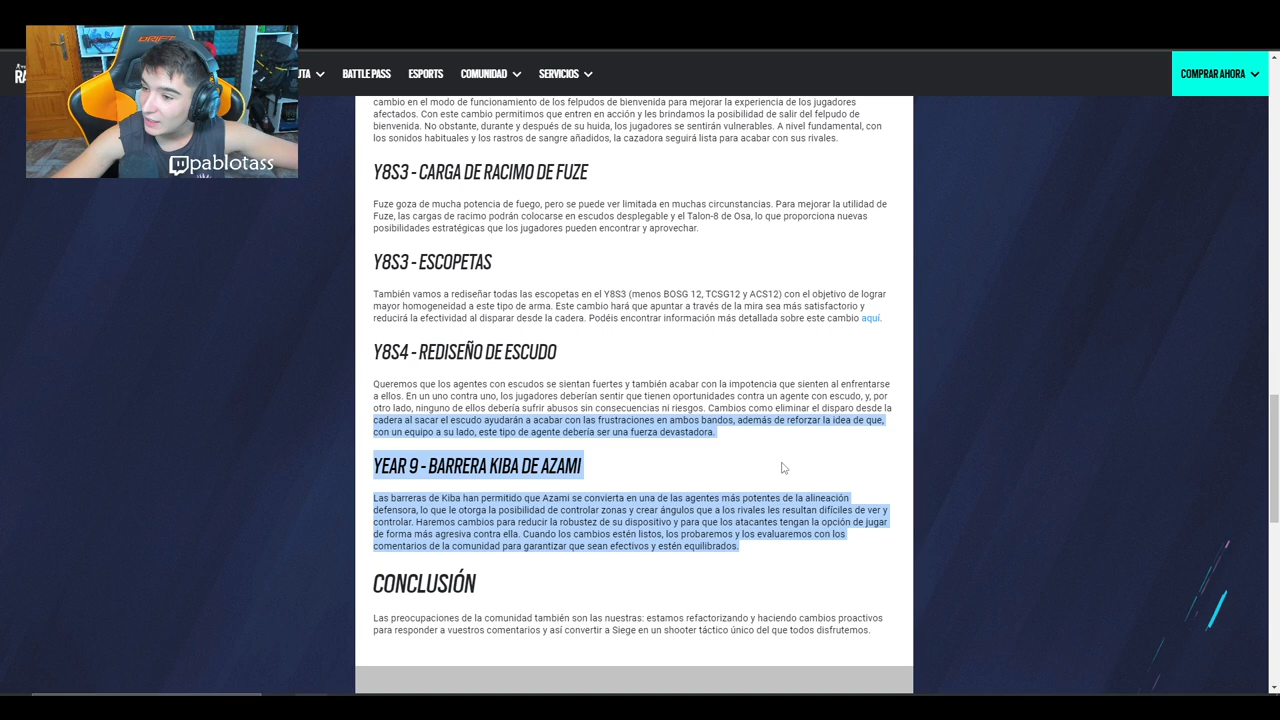 DRIFT
pablotass
RA
UTA
BATTLE PASS
ESPORTS
COMUNIDAD
SERVICIOS
COMPRAR AHORA
cambio en el modo de funcionamiento de los felpudos de bienvenida para mejorar la experiencia de los jugadores
afectados. Con este cambio permitimos que entren en acción y les brindamos la posibilidad de salir del felpudo de
bienvenida. No obstante, durante y después de su huida, los jugadores se sentirán vulnerables. A nivel fundamental, con
los sonidos habituales y los rastros de sangre añadidos, la cazadora seguirá lista para acabar con sus rivales.
Y8S3 - CARGA DE RACIMO DE FUZE
Fuze goza de mucha potencia de fuego, pero se puede ver limitada en muchas circunstancias. Para mejorar la utilidad de
Fuze, las cargas de racimo podrán colocarse en escudos desplegable y el Talon-8 de Osa, lo que proporciona nuevas
posibilidades estratégicas que los jugadores pueden encontrar y aprovechar.
Y8S3 - ESCOPETAS
También vamos a rediseñar todas las escopetas en el Y8S3 (menos BOSG 12, TCSG12 y ACS12) con el objetivo de lograr
mayor homogeneidad a este tipo de arma. Este cambio hará que apuntar a través de la mira sea más satisfactorio y
reducirá la efectividad al disparar desde la cadera. Podéis encontrar información más detallada sobre este cambio aquí.
Y8S4 - REDISEÑO DE ESCUDO
Queremos que los agentes con escudos se sientan fuertes y también acabar con la impotencia que sienten al enfrentarse
a ellos. En un uno contra uno, los jugadores deberían sentir que tienen oportunidades contra un agente con escudo, y, por
otro lado, ninguno de ellos debería sufrir abusos sin consecuencias ni riesgos. Cambios como eliminar el disparo desde la
cadera al sacar el escudo ayudarán a acabar con las frustraciones en ambos bandos, además de reforzar la idea de que,
con un equipo a su lado, este tipo de agente debería ser una fuerza devastadora.
YEAR 9 - BARRERA KIBA DE AZAMI
Las barreras de Kiba han permitido que Azami se convierta en una de las agentes más potentes de la alineación
defensora, lo que le otorga la posibilidad de controlar zonas y crear ángulos que a los rivales les resultan difíciles de ver y
controlar. Haremos cambios para reducir la robustez de su dispositivo y para que los atacantes tengan la opción de jugar
de forma más agresiva contra ella. Cuando los cambios estén listos, los probaremos y los evaluaremos con los
comentarios de la comunidad para garantizar que sean efectivos y estén equilibrados.
CONCLUSIÓN
Las preocupaciones de la comunidad también son las nuestras: estamos refactorizando y haciendo cambios proactivos
para responder a vuestros comentarios y así convertir a Siege en un shooter táctico único del que todos disfrutemos.